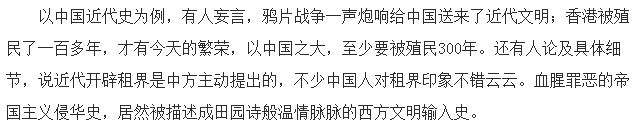 以中国近代史为例，有人妄言，鸦片战争一声炮响给中国送来了近代文明；香港被殖
民了一百多年，才有今天的繁荣，以中国之大，至少要被殖民300年。还有人论及具体细
节，说近代开辟租界是中方主动提出的，不少中国人对租界印象不错云云。血腥罪恶的帝
国主义侵华史，居然被描述成田园诗般温情脉脉的西方文明输入史。